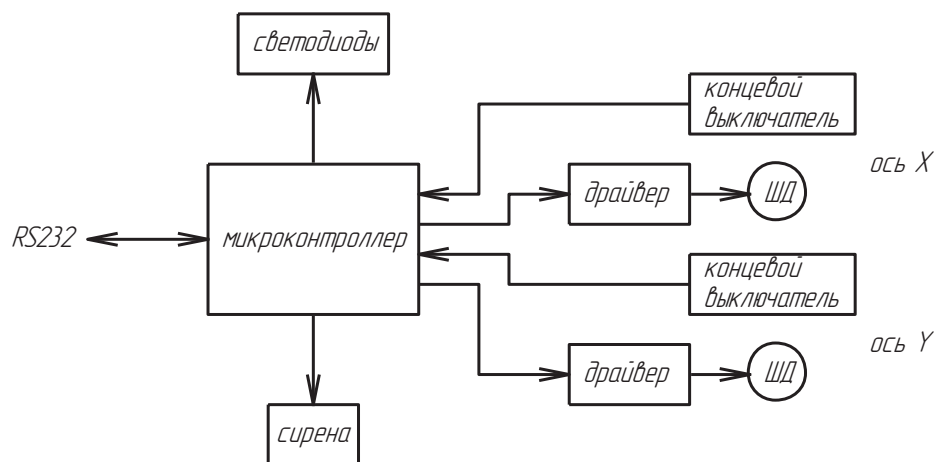 светодиоды
концевой
выключатель
ось X
драйвер
ШД
RS232
микроконтроллер
концевой
выключатель
ось Y
драйвер
ШД
сирена